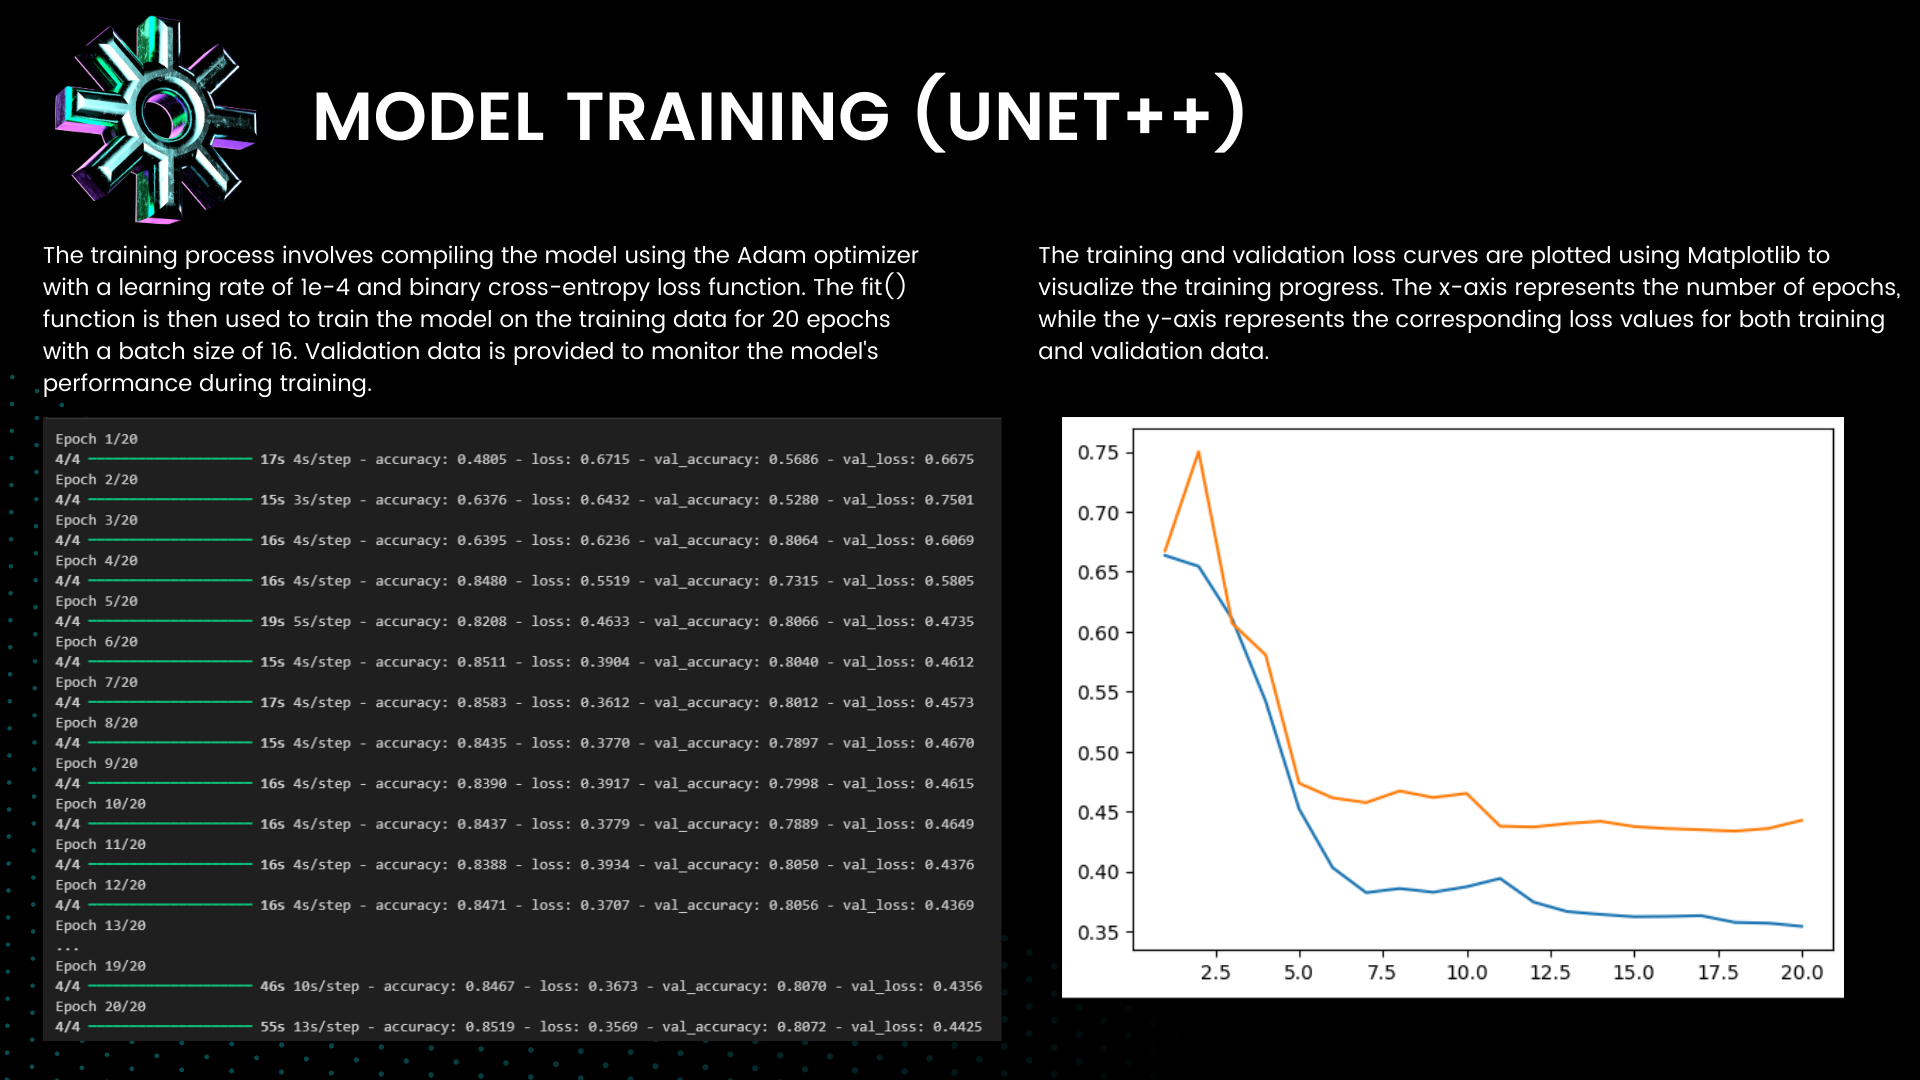 MODEL TRAINING (UNET++)
The training process involves compiling the model using the Adam optimizer
with a learning rate of 1e-4 and binary cross-entropy loss function. The fit()
function is then used to train the model on the training data for 20 epochs
with a batch size of 16. Validation data is provided to monitor the model's
performance during training.
The training and validation loss curves are plotted using Matplotlib to
visualize the training progress. The x-axis represents the number of epochs,
while the y-axis represents the corresponding loss values for both training
and validation data.
Epoch 1/20
4/4 17s 4s/step - accuracy: 0.4805 - loss: 0.6715 - val_accuracy: 0.5686 - val_loss: 0.6675
Epoch 2/20
4/4 15s 3s/step - accuracy: 0.6376 - loss: 0.6432 - val_accuracy: 0.5280 - val_loss: 0.7501
Epoch 3/20
4/4 16s 4s/step - accuracy: 0.6395 - loss: 0.6236 - val_accuracy: 0.8064 - val_loss: 0.6069
Epoch 4/20
4/4 16s 4s/step - accuracy: 0.8480 - loss: 0.5519 - val_accuracy: 0.7315 - val_loss: 0.5805
Epoch 5/20
4/4 19s 5s/step - accuracy: 0.8208 - loss: 0.4633 - val_accuracy: 0.8066 - val_loss: 0.4735
Epoch 6/20
4/4 15s 4s/step - accuracy: 0.8511 - loss: 0.3904 - val_accuracy: 0.8040 - val_loss: 0.4612
Epoch 7/20
4/4 17s 4s/step - accuracy: 0.8583 - loss: 0.3612 - val_accuracy: 0.8012 - val_loss: 0.4573
Epoch 8/20
4/4 15s 4s/step - accuracy: 0.8435 - loss: 0.3770 - val_accuracy: 0.7897 - val_loss: 0.4670
Epoch 9/20
4/4 16s 4s/step - accuracy: 0.8390 - loss: 0.3917 - val_accuracy: 0.7998 - val_loss: 0.4615
Epoch 10/20
4/4 16s 4s/step - accuracy: 0.8437 - loss: 0.3779 - val_accuracy: 0.7889 - val_loss: 0.4649
Epoch 11/20
4/4 16s 4s/step - accuracy: 0.8388 - loss: 0.3934 - val_accuracy: 0.8050 - val_loss: 0.4376
Epoch 12/20
4/4 16s 4s/step - accuracy: 0.8471 - loss: 0.3707 - val_accuracy: 0.8056 - val_loss: 0.4369
Epoch 13/20
...
Epoch 19/20
4/4 46s 10s/step - accuracy: 0.8467 - loss: 0.3673 - val_accuracy: 0.8070 - val_loss: 0.4356
Epoch 20/20
4/4 55s 13s/step - accuracy: 0.8519 - loss: 0.3569 - val_accuracy: 0.8072 - val_loss: 0.4425
0.75
0.70
0.65
0.60
0.55
0.50
0.45
0.40
0.35
2.5 5.0 7.5 10.0 12.5 15.0 17.5 20.0